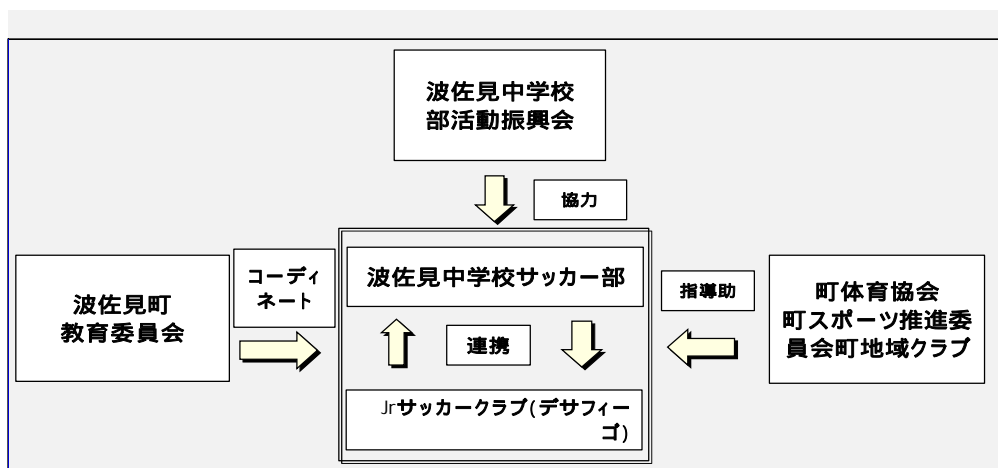 波佐見中学校
部活動振興会
協力
波佐見町
教育委員会
コーディ
ネート
波佐見中学校サッカー部
連携
Jrサッカークラブ(デサフィー
ゴ)
指導助
町体育協会
町スポーツ推進委
員会町地域クラブ